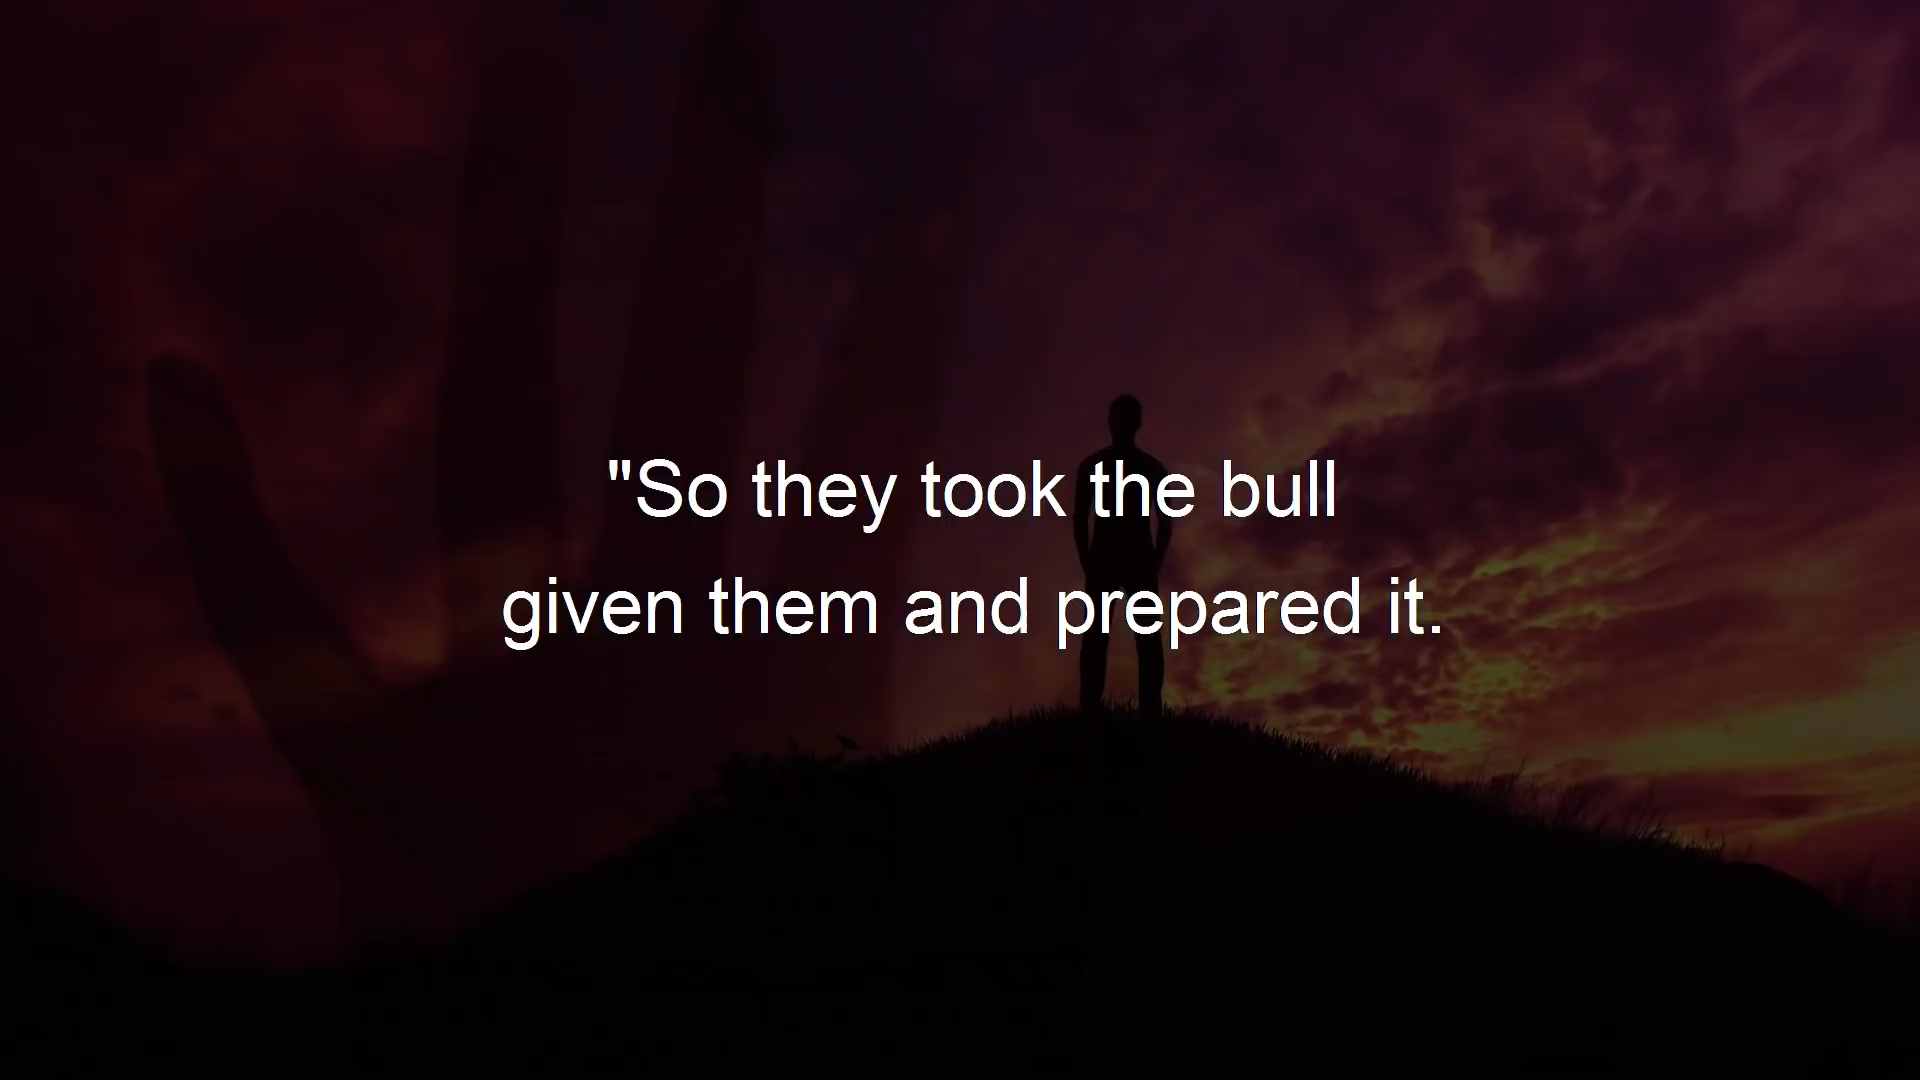 "So they took the bull
given them and prepared it.